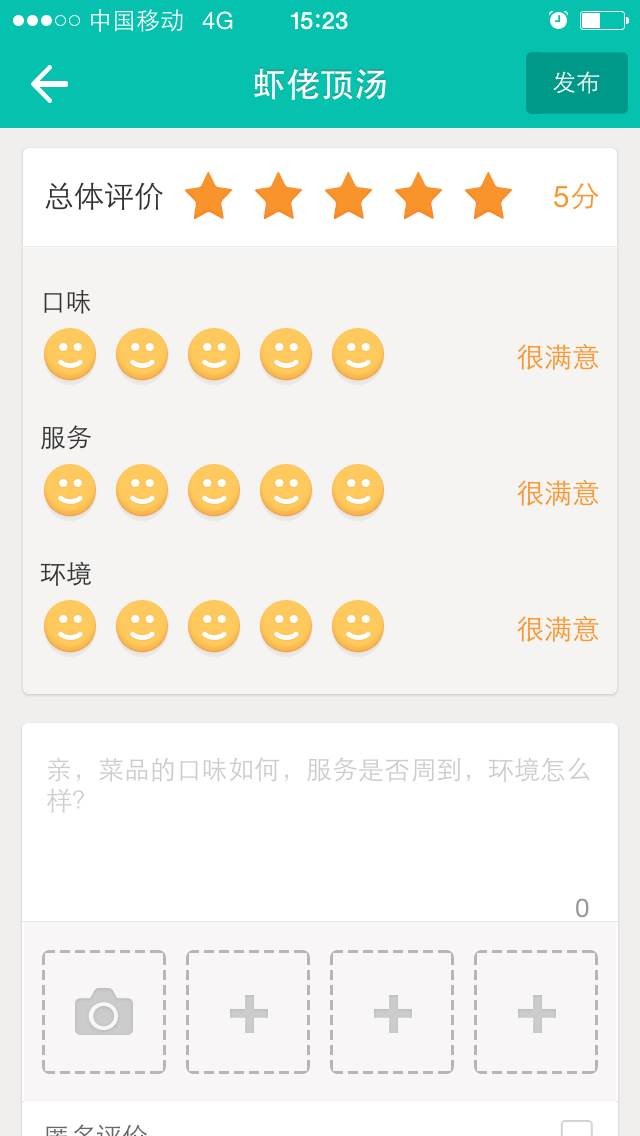 中国移动 4G 15:23
虾佬顶汤 发布
总体评价 5分
口味
很满意
服务
很满意
环境
很满意
亲，菜品的口味如何，服务是否周到，环境怎么
样？
0
匿名评价